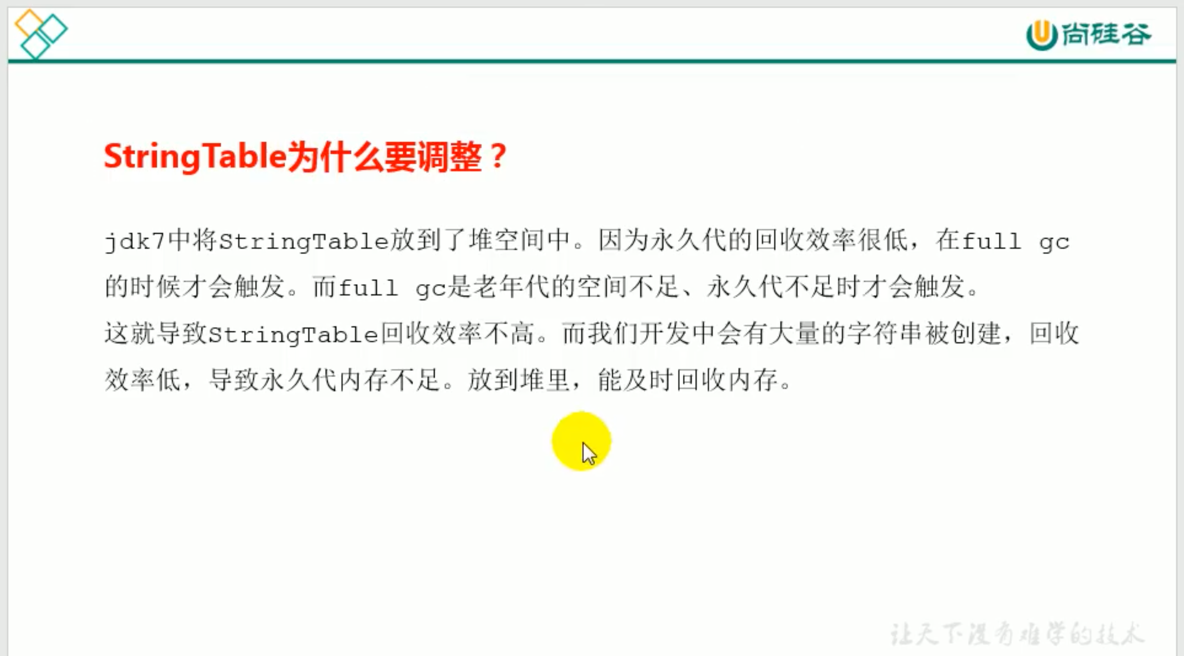 尚硅谷
StringTable为什么要调整？
jdk7中将StringTable放到了堆空间中。因为永久代的回收效率很低，在full gc
的时候才会触发。而full gc是老年代的空间不足、永久代不足时才会触发。
这就导致StringTable回收效率不高。而我们开发中会有大量的字符串被创建，回收
效率低，导致永久代内存不足。放到堆里，能及时回收内存。
让天下没有难学的技术